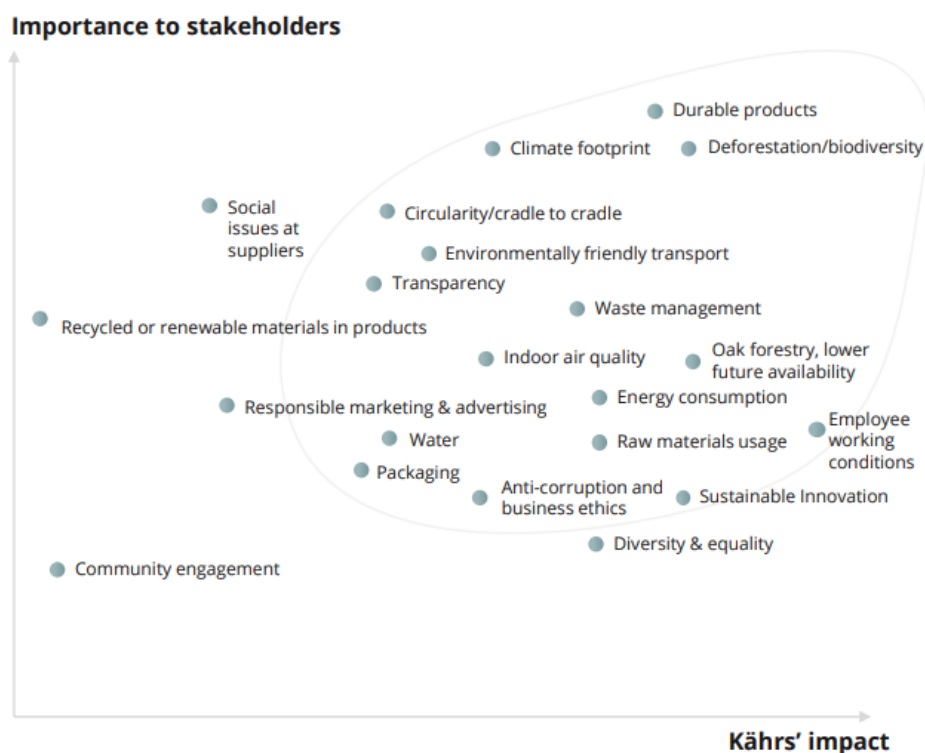 Importance to stakeholders
Durable products
Climate footprint
Deforestation/biodiversity
Social
issues at
suppliers
Circularity/cradle to cradle
Environmentally friendly transport
Transparency
Waste management
Recycled or renewable materials in products
Indoor air quality
Oak forestry, lower
future availability
Energy consumption
Responsible marketing & advertising
Employee
working
conditions
Water
Raw materials usage
Packaging
Anti-corruption and
business ethics
Sustainable Innovation
Diversity & equality
Community engagement
Kährs’ impact